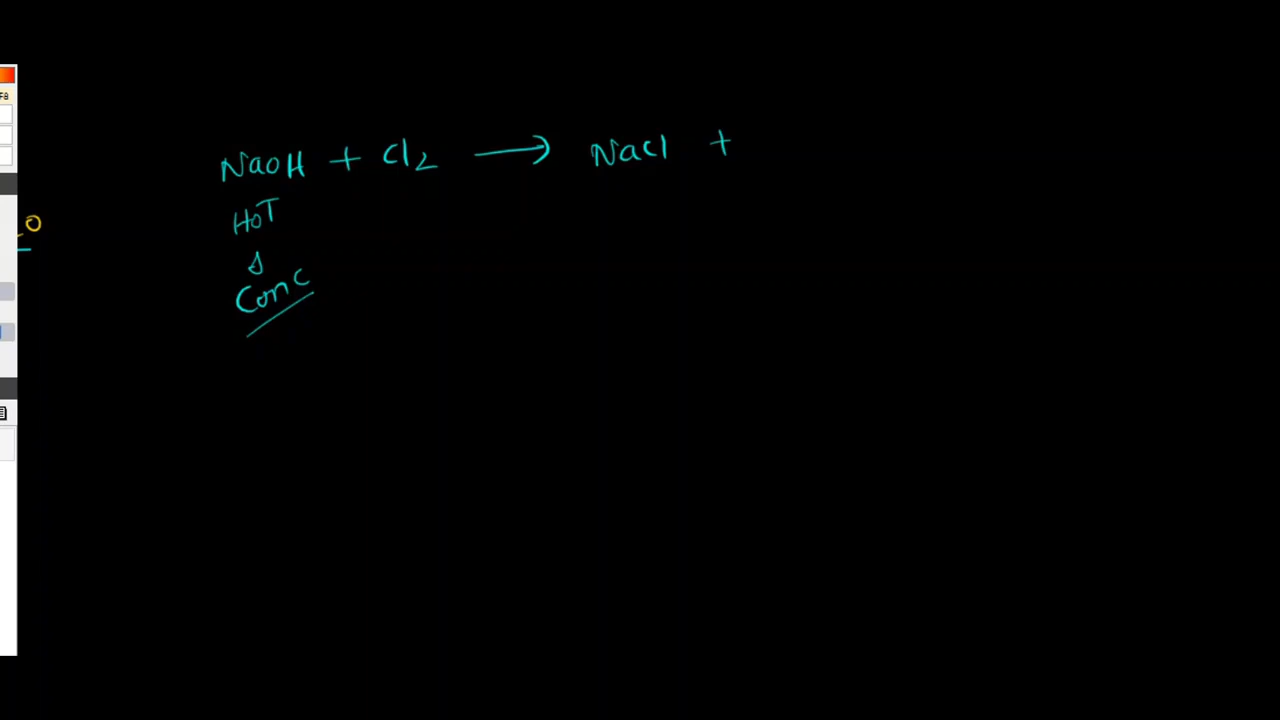 NaOH + Cl2 → NaCl +
HOT
&
Conc
O